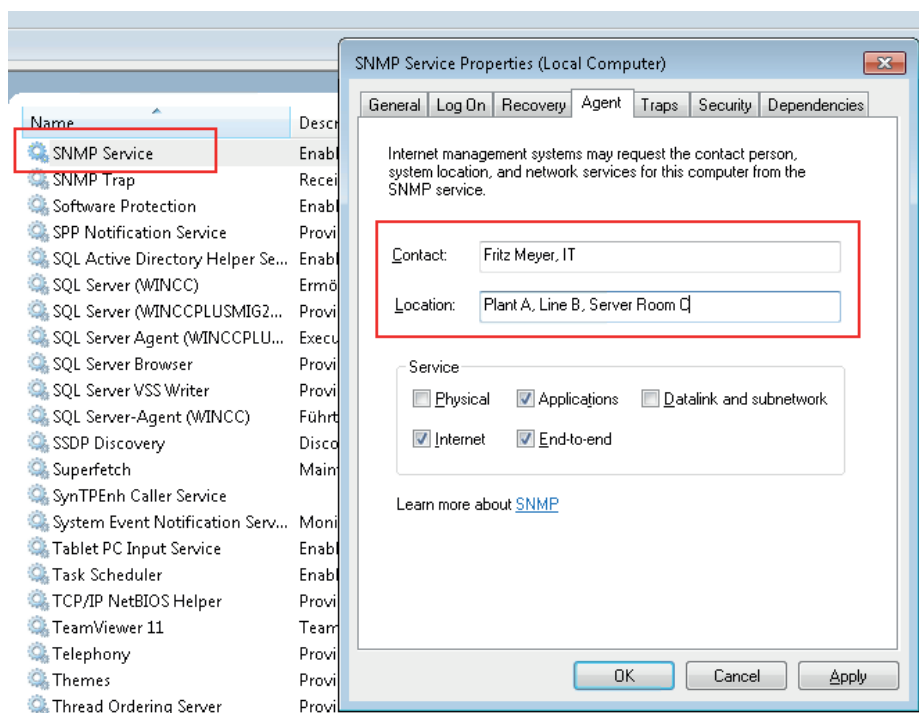 SNMP Service Properties (Local Computer)
General Log On Recovery Agent Traps Security Dependencies
Internet management systems may request the contact person,
system location, and network services for this computer from the
SNMP service.
Contact: Fritz Meyer, IT
Location: Plant A, Line B, Server Room C
Service
Physical Applications Datalink and subnetwork
Internet End-to-end
Learn more about SNMP
OK Cancel Apply
Name Descr
SNMP Service Enabl
SNMP Trap Recei
Software Protection Enabl
SPP Notification Service Provi
SQL Active Directory Helper Se... Enabl
SQL Server (WINCC) Ermö
SQL Server (WINCCPLUSMIG2... Provi
SQL Server Agent (WINCCPLU... Execu
SQL Server Browser Provi
SQL Server VSS Writer Provi
SQL Server-Agent (WINCC) Führt
SSDP Discovery Disco
Superfetch Main
SynTPEnh Caller Service
System Event Notification Serv... Moni
Tablet PC Input Service Enabl
Task Scheduler Enabl
TCP/IP NetBIOS Helper Provi
TeamViewer 11 Team
Telephony Provi
Themes Provi
Thread Ordering Server Provi